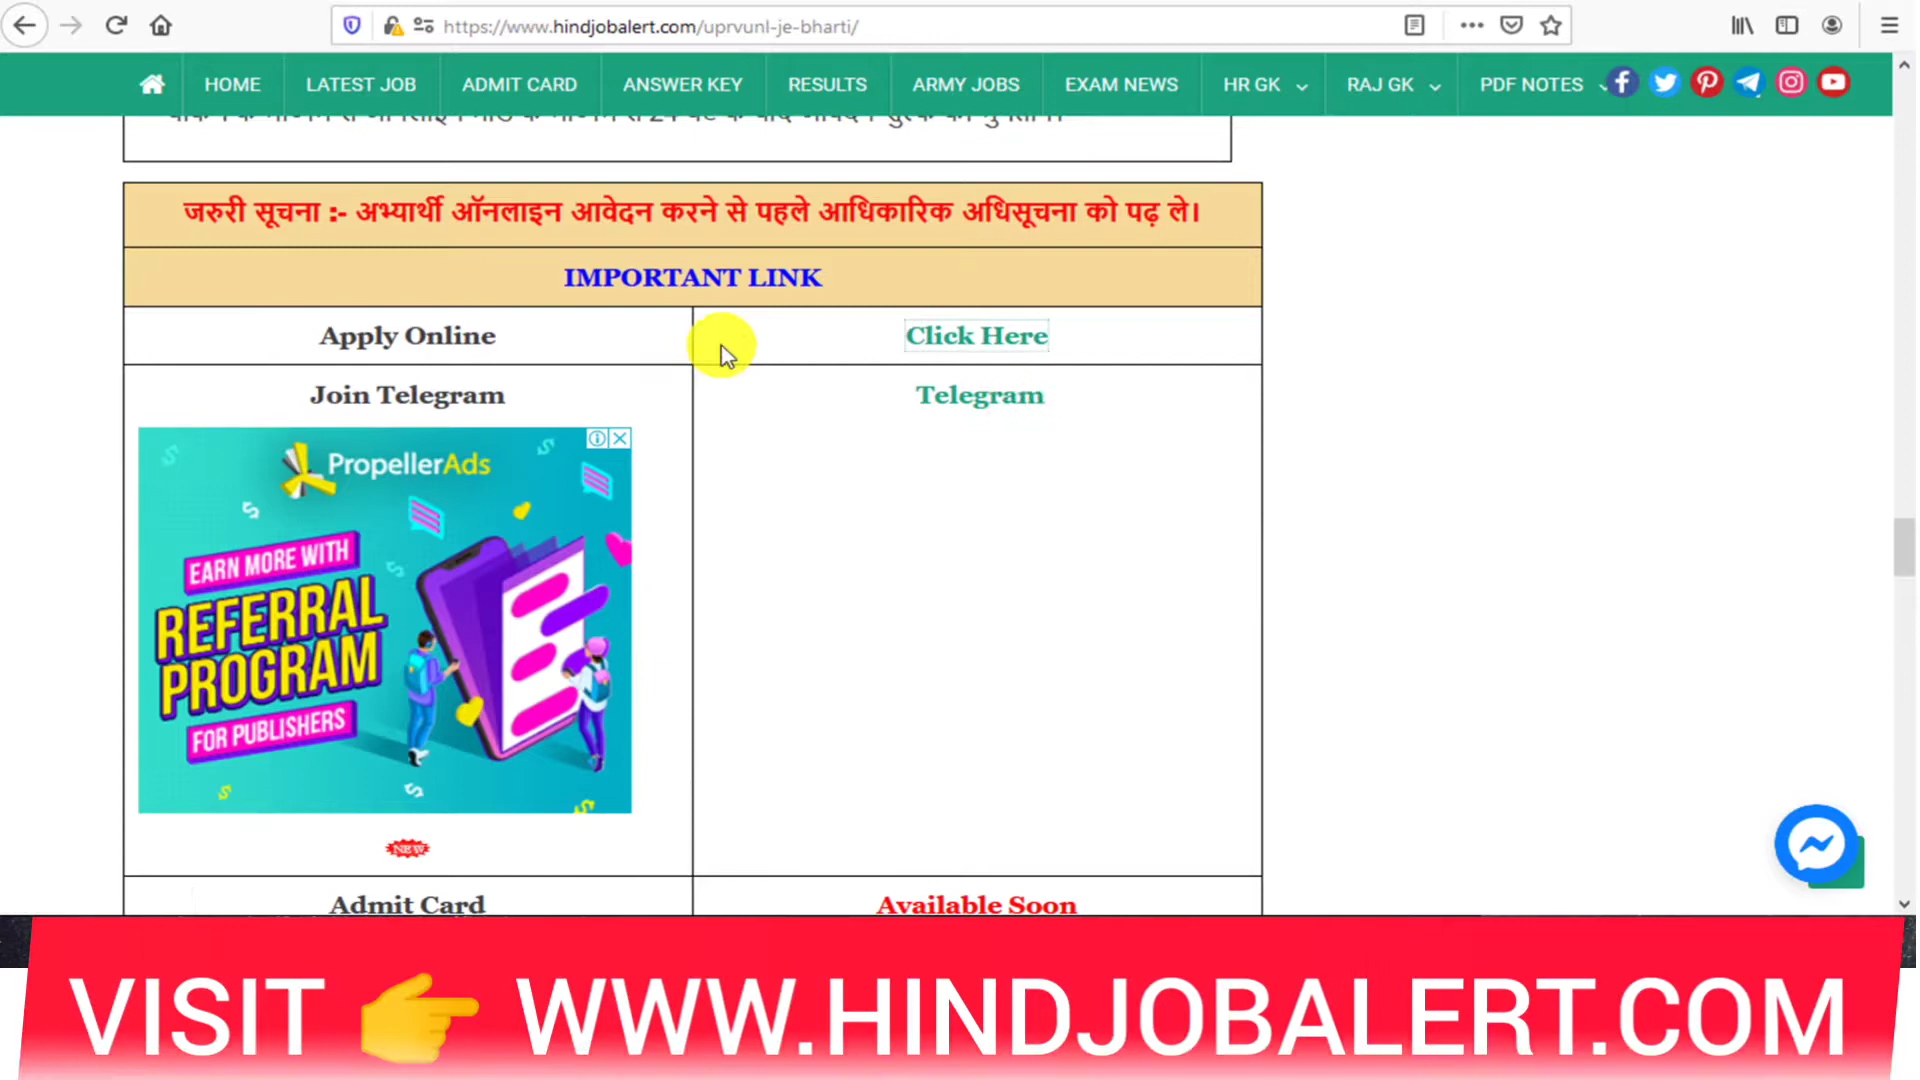 https://www.hindjobalert.com/uprvunl-je-bharti/
HOME LATEST JOB ADMIT CARD ANSWER KEY RESULTS ARMY JOBS EXAM NEWS HR GK RAJ GK PDF NOTES
जरुरी सूचना :- अभ्यार्थी ऑनलाइन आवेदन करने से पहले आधिकारिक अधिसूचना को पढ़ ले।
IMPORTANT LINK
Apply Online Click Here
Join Telegram Telegram
PropellerAds
EARN MORE WITH
REFERRAL
PROGRAM
FOR PUBLISHERS
NEW
Admit Card Available Soon
VISIT 👉 WWW.HINDJOBALERT.COM